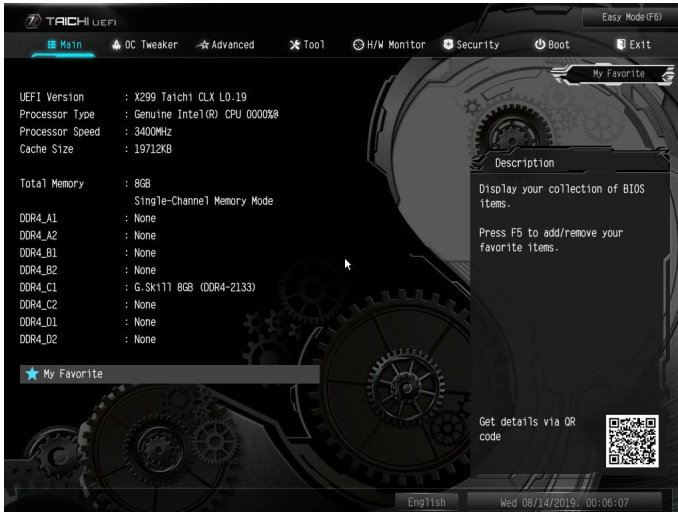 TAICHI UEFI
Easy Mode(F6)
Main OC Tweaker Advanced Tool H/W Monitor Security Boot Exit
My Favorite
UEFI Version : X299 Taichi CLX L0.19
Processor Type : Genuine Intel(R) CPU 0000%@
Processor Speed : 3400MHz
Cache Size : 19712KB
Total Memory : 8GB
Single-Channel Memory Mode
DDR4_A1 : None
DDR4_A2 : None
DDR4_B1 : None
DDR4_B2 : None
DDR4_C1 : G.Skill 8GB (DDR4-2133)
DDR4_C2 : None
DDR4_D1 : None
DDR4_D2 : None
My Favorite
Description
Display your collection of BIOS
items.
Press F5 to add/remove your
favorite items.
Get details via QR
code
English
Wed 08/14/2019. 00:06:07